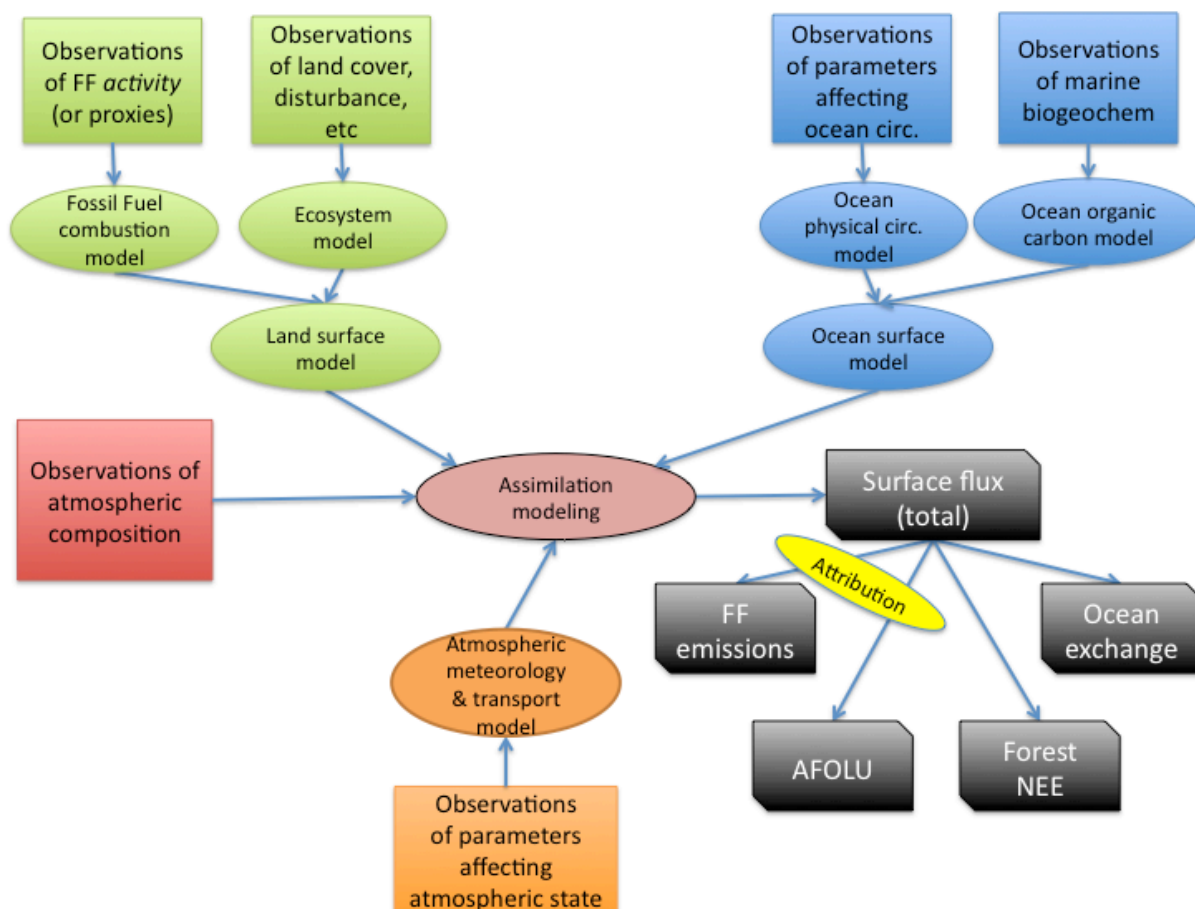 Observations
of FF activity
(or proxies)
Observations
of land cover,
disturbance,
etc
Observations
of parameters
affecting
ocean circ.
Observations
of marine
biogeochem
Fossil Fuel
combustion
model
Ecosystem
model
Ocean
physical circ.
model
Ocean organic
carbon model
Land surface
model
Ocean surface
model
Observations of
atmospheric
composition
Assimilation
modeling
Surface flux
(total)
Attribution
FF
emissions
Ocean
exchange
Atmospheric
meteorology
& transport
model
AFOLU
Forest
NEE
Observations
of parameters
affecting
atmospheric state